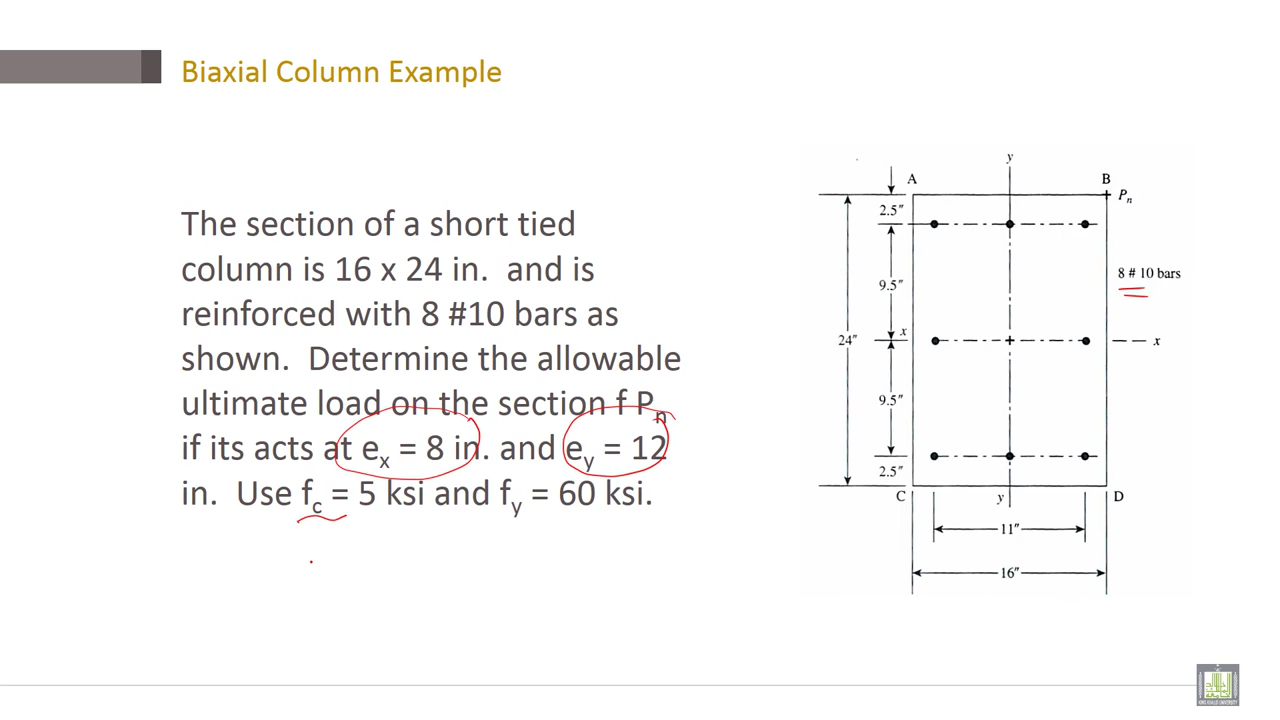 Biaxial Column Example
The section of a short tied
column is 16 x 24 in. and is
reinforced with 8 #10 bars as
shown. Determine the allowable
ultimate load on the section f Pn
if its acts at ex = 8 in. and ey = 12
in. Use fc = 5 ksi and fy = 60 ksi.
y
A
B
Pn
2.5"
8 # 10 bars
9.5"
24"
x
x
9.5"
2.5"
C
y
D
11"
16"
KING KHALID UNIVERSITY